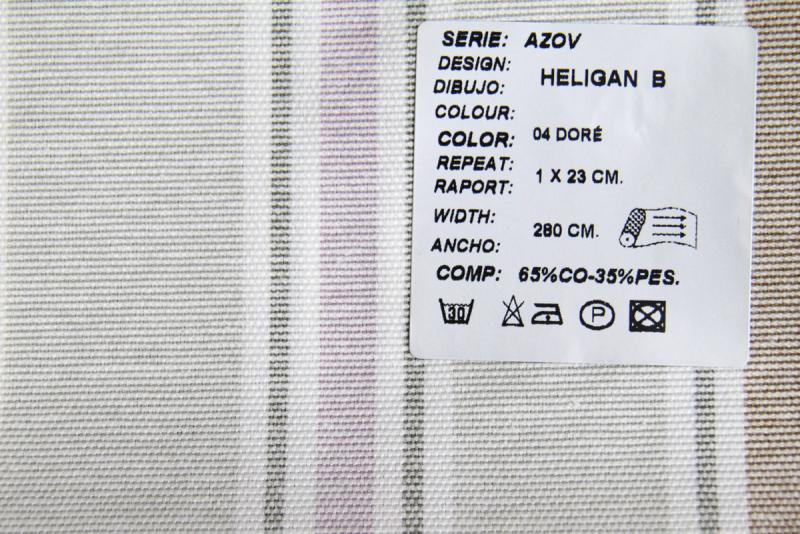 SERIE: AZOV
DESIGN:
DIBUJO: HELIGAN B
COLOUR:
COLOR: 04 DORÉ
REPEAT:
RAPORT: 1 X 23 CM.
WIDTH:
ANCHO: 280 CM.
COMP: 65%CO-35%PES.
30 P